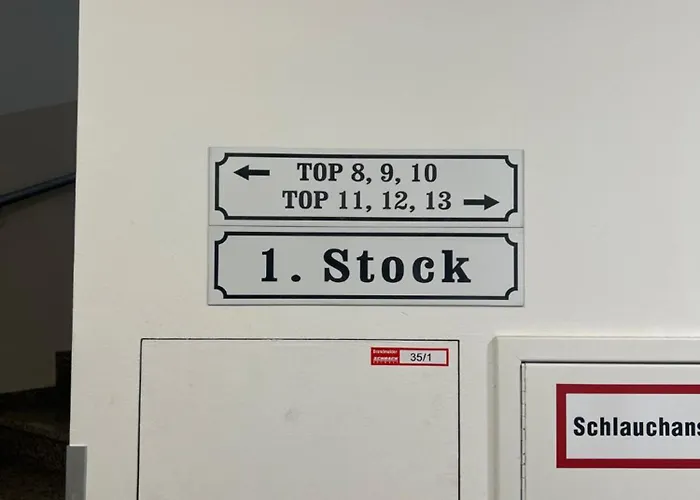 ← TOP 8, 9, 10
TOP 11, 12, 13 →
1. Stock
35/1
Schlauchans